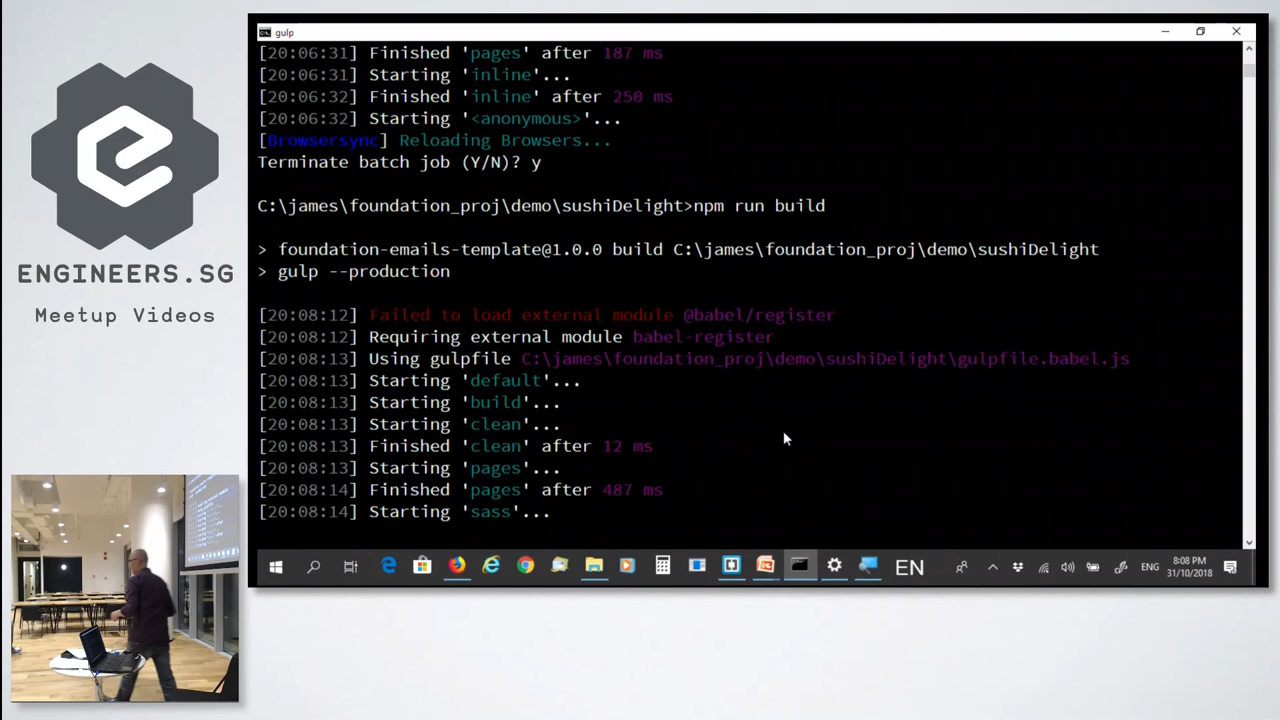 gulp
[20:06:31] Finished 'pages' after 187 ms
[20:06:31] Starting 'inline'...
[20:06:32] Finished 'inline' after 250 ms
[20:06:32] Starting '<anonymous>'...
[Browsersync] Reloading Browsers...
Terminate batch job (Y/N)? y
C:\james\foundation_proj\demo\sushiDelight>npm run build
> foundation-emails-template@1.0.0 build C:\james\foundation_proj\demo\sushiDelight
> gulp --production
[20:08:12] Failed to load external module @babel/register
[20:08:12] Requiring external module babel-register
[20:08:13] Using gulpfile C:\james\foundation_proj\demo\sushiDelight\gulpfile.babel.js
[20:08:13] Starting 'default'...
[20:08:13] Starting 'build'...
[20:08:13] Starting 'clean'...
[20:08:13] Finished 'clean' after 12 ms
[20:08:13] Starting 'pages'...
[20:08:14] Finished 'pages' after 487 ms
[20:08:14] Starting 'sass'...
EN
ENG
8:08 PM
31/10/2018
ENGINEERS.SG
Meetup Videos